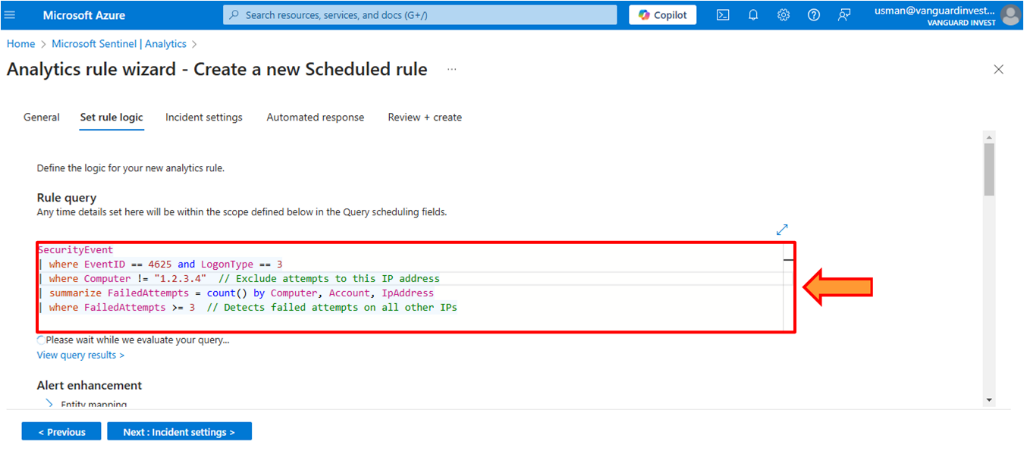 Microsoft Azure
Search resources, services, and docs (G+/)
Copilot
usman@vanguardinvest...
VANGUARD INVEST
Home > Microsoft Sentinel | Analytics >
Analytics rule wizard - Create a new Scheduled rule ...
General Set rule logic Incident settings Automated response Review + create
Define the logic for your new analytics rule.
Rule query
Any time details set here will be within the scope defined below in the Query scheduling fields.
SecurityEvent
| where EventID == 4625 and LogonType == 3
| where Computer != "1.2.3.4"  // Exclude attempts to this IP address
| summarize FailedAttempts = count() by Computer, Account, IpAddress
| where FailedAttempts >= 3  // Detects failed attempts on all other IPs
Please wait while we evaluate your query...
View query results >
Alert enhancement
Entity mapping
< Previous
Next : Incident settings >